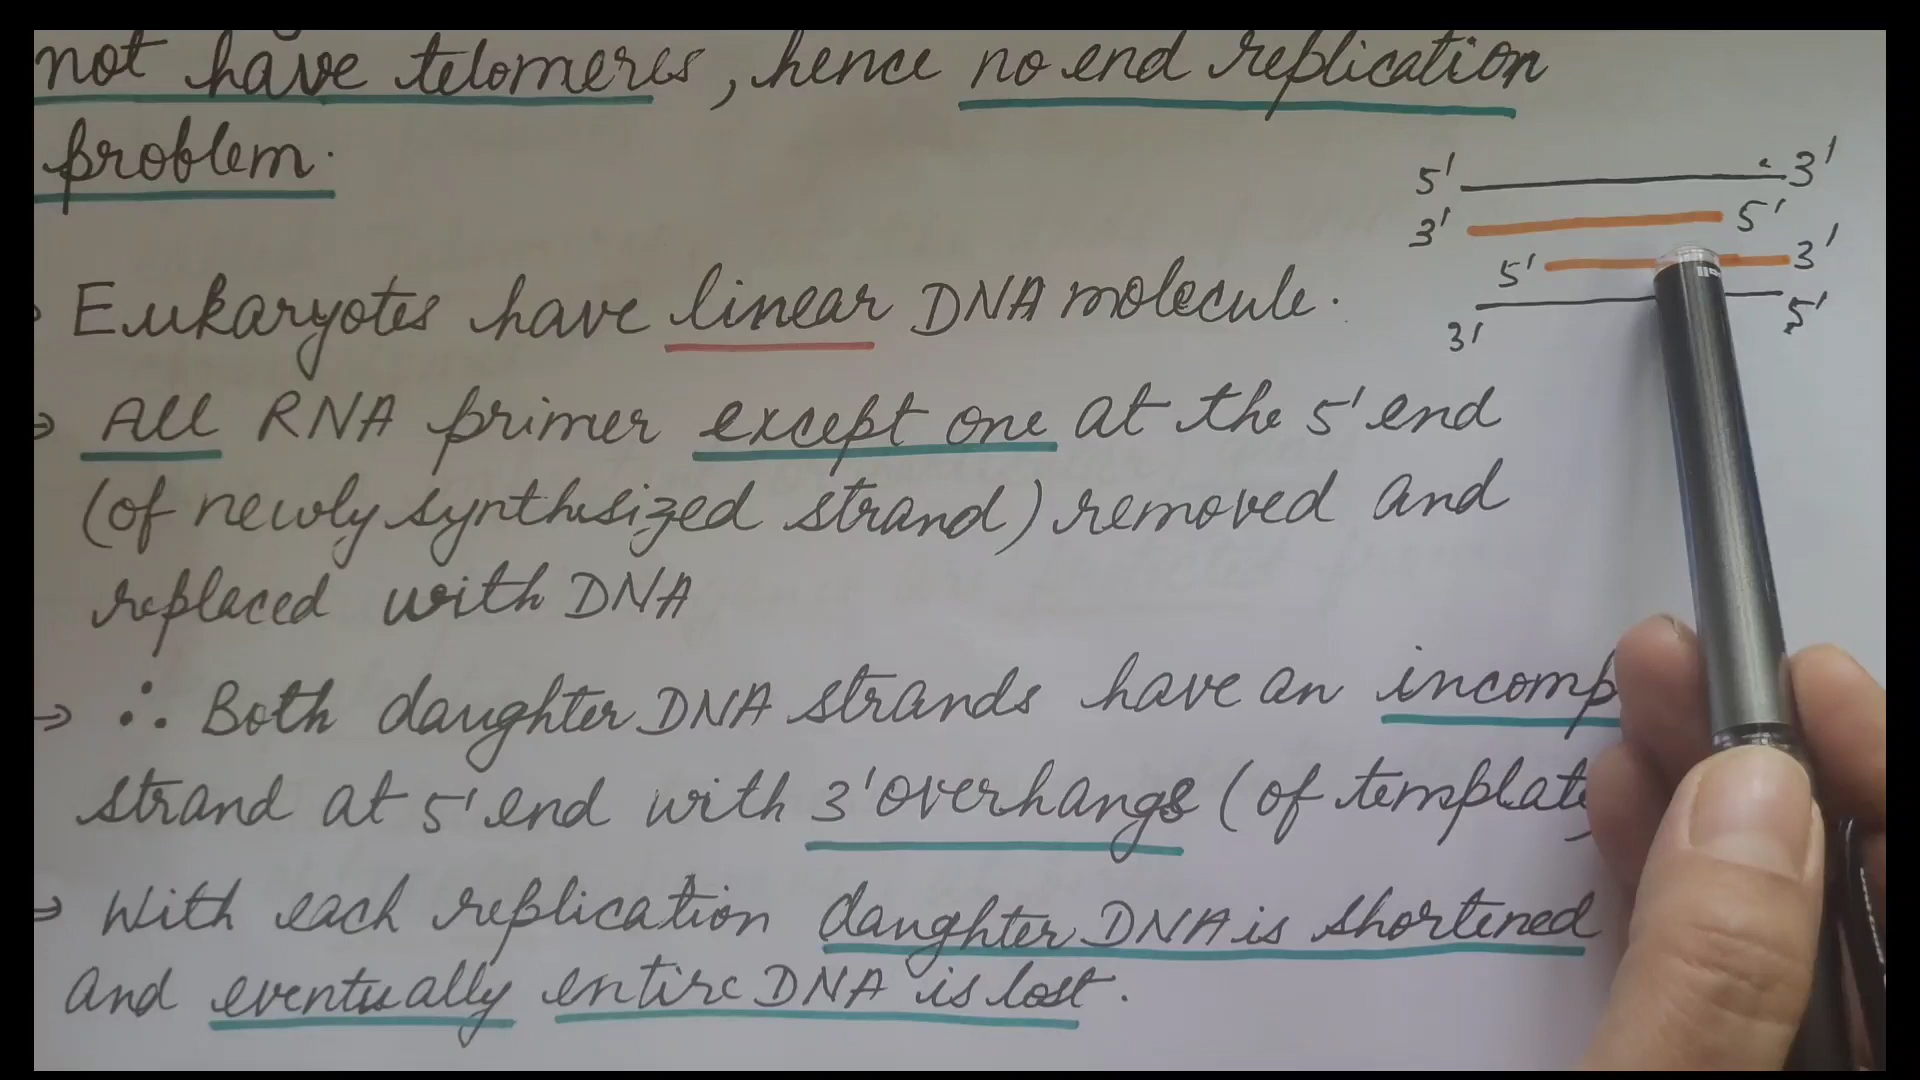 not have telomeres, hence no end replication
problem.
5' 3'
3' 5'
5' 3'
3' 5'
Eukaryotes have linear DNA molecule.
→ All RNA primer except one at the 5' end
(of newly synthesized strand) removed and
replaced with DNA
→ ∴ Both daughter DNA strands have an incomp
strand at 5' end with 3' overhangs (of template
→ With each replication daughter DNA is shortened
and eventually entire DNA is lost.